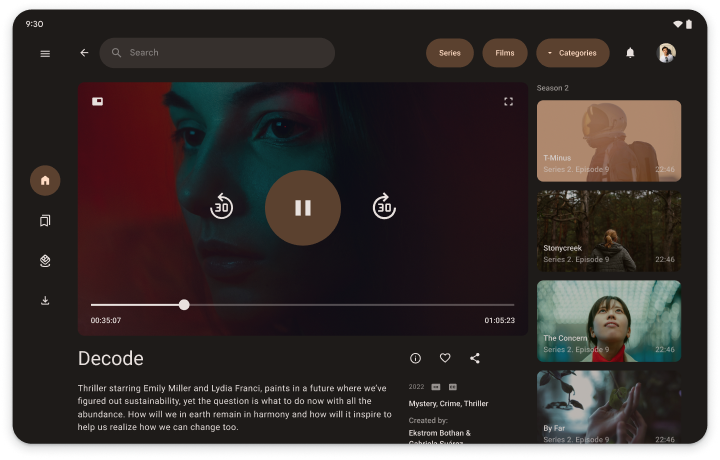 9:30
Search
Series
Films
Categories
Season 2
T-Minus
Series 2. Episode 9
22:46
30
30
Stonycreek
Series 2. Episode 9
22:46
00:35:07
01:05:23
The Concern
Series 2. Episode 9
22:46
Decode
2022
Thriller starring Emily Miller and Lydia Franci, paints in a future where we've
figured out sustainability, yet the question is what to do now with all the
abundance. How will we in earth remain in harmony and how will it inspire to
help us realize how we can change too.
Mystery, Crime, Thriller
Created by:
Ekstrom Bothan &
Gabriela Suárez
By Far
Series 2. Episode 9
22:46